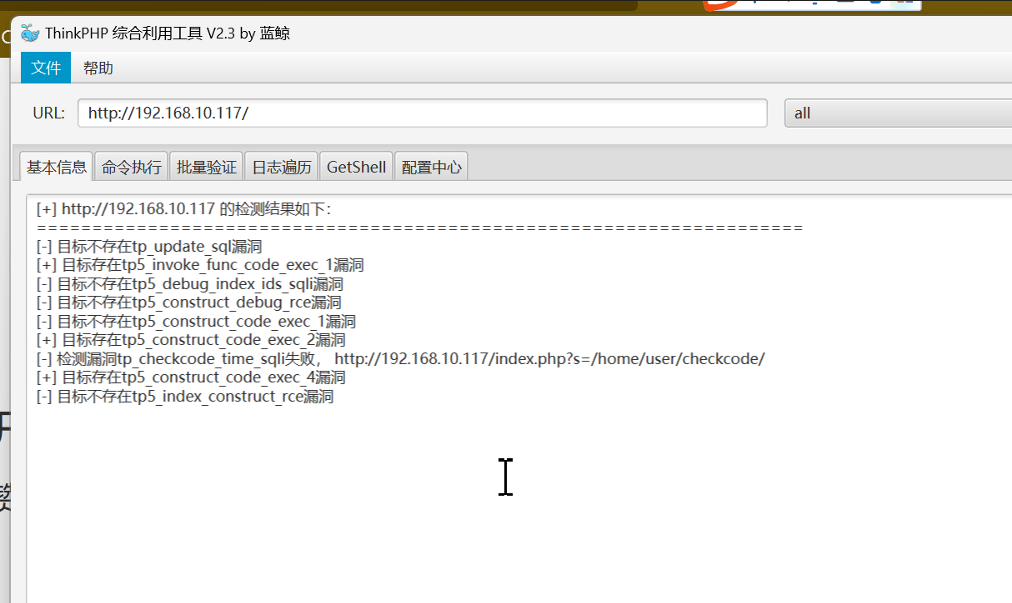 ThinkPHP 综合利用工具 V2.3 by 蓝鲸
文件 帮助
URL: http://192.168.10.117/ all
基本信息 命令执行 批量验证 日志遍历 GetShell 配置中心
[+] http://192.168.10.117 的检测结果如下：
=====================================================================
[-] 目标不存在tp_update_sql漏洞
[+] 目标存在tp5_invoke_func_code_exec_1漏洞
[-] 目标不存在tp5_debug_index_ids_sqli漏洞
[-] 目标不存在tp5_construct_debug_rce漏洞
[-] 目标不存在tp5_construct_code_exec_1漏洞
[+] 目标存在tp5_construct_code_exec_2漏洞
[-] 检测漏洞tp_checkcode_time_sqli失败， http://192.168.10.117/index.php?s=/home/user/checkcode/
[+] 目标存在tp5_construct_code_exec_4漏洞
[-] 目标不存在tp5_index_construct_rce漏洞